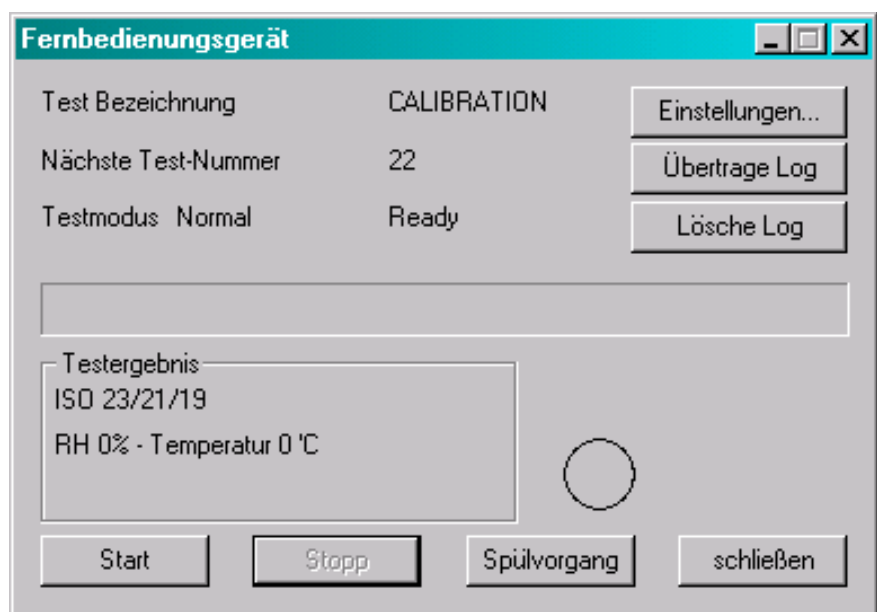 Fernbedienungsgerät
Test Bezeichnung CALIBRATION Einstellungen...
Nächste Test-Nummer 22 Übertrage Log
Testmodus Normal Ready Lösche Log
Testergebnis
ISO 23/21/19
RH 0% - Temperatur 0 'C
Start Stopp Spülvorgang schließen